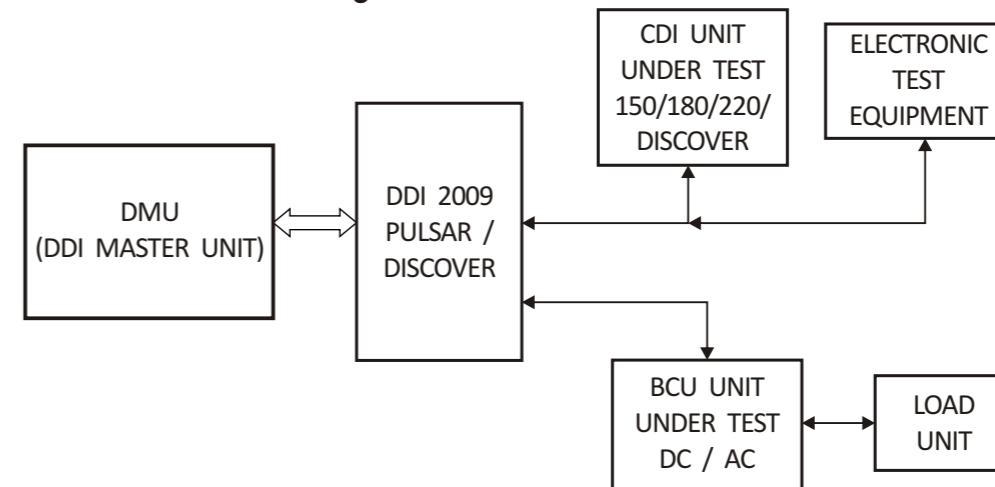 DMU
(DDI MASTER UNIT)
DDI 2009
PULSAR /
DISCOVER
CDI UNIT
UNDER TEST
150/180/220/
DISCOVER
ELECTRONIC
TEST
EQUIPMENT
BCU UNIT
UNDER TEST
DC / AC
LOAD
UNIT